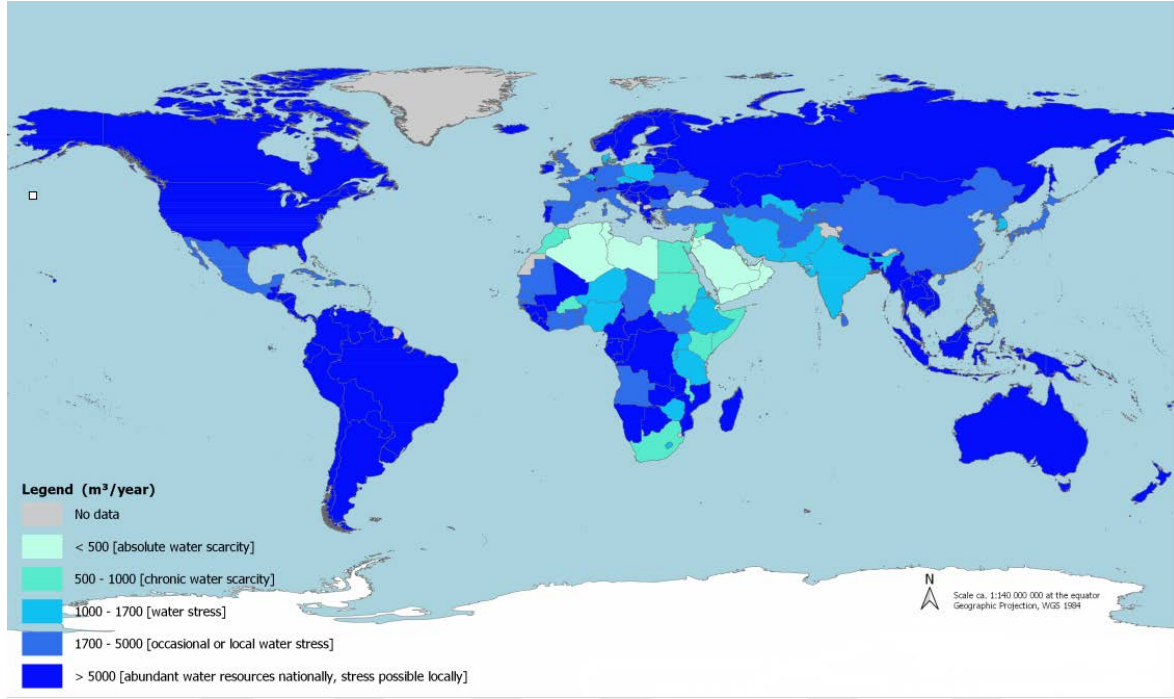 Legend (m³/year)
No data
< 500 [absolute water scarcity]
500 - 1000 [chronic water scarcity]
1000 - 1700 [water stress]
1700 - 5000 [occasional or local water stress]
> 5000 [abundant water resources nationally, stress possible locally]
N
Scale ca. 1:140 000 000 at the equator
Geographic Projection, WGS 1984